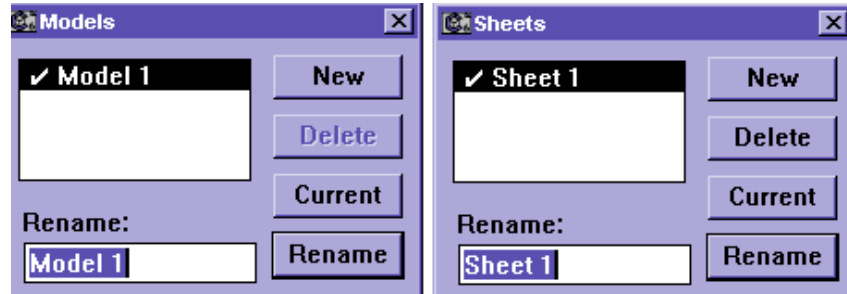 Models
✔ Model 1
New
Delete
Current
Rename:
Model 1
Rename
Sheets
✔ Sheet 1
New
Delete
Current
Rename:
Sheet 1
Rename